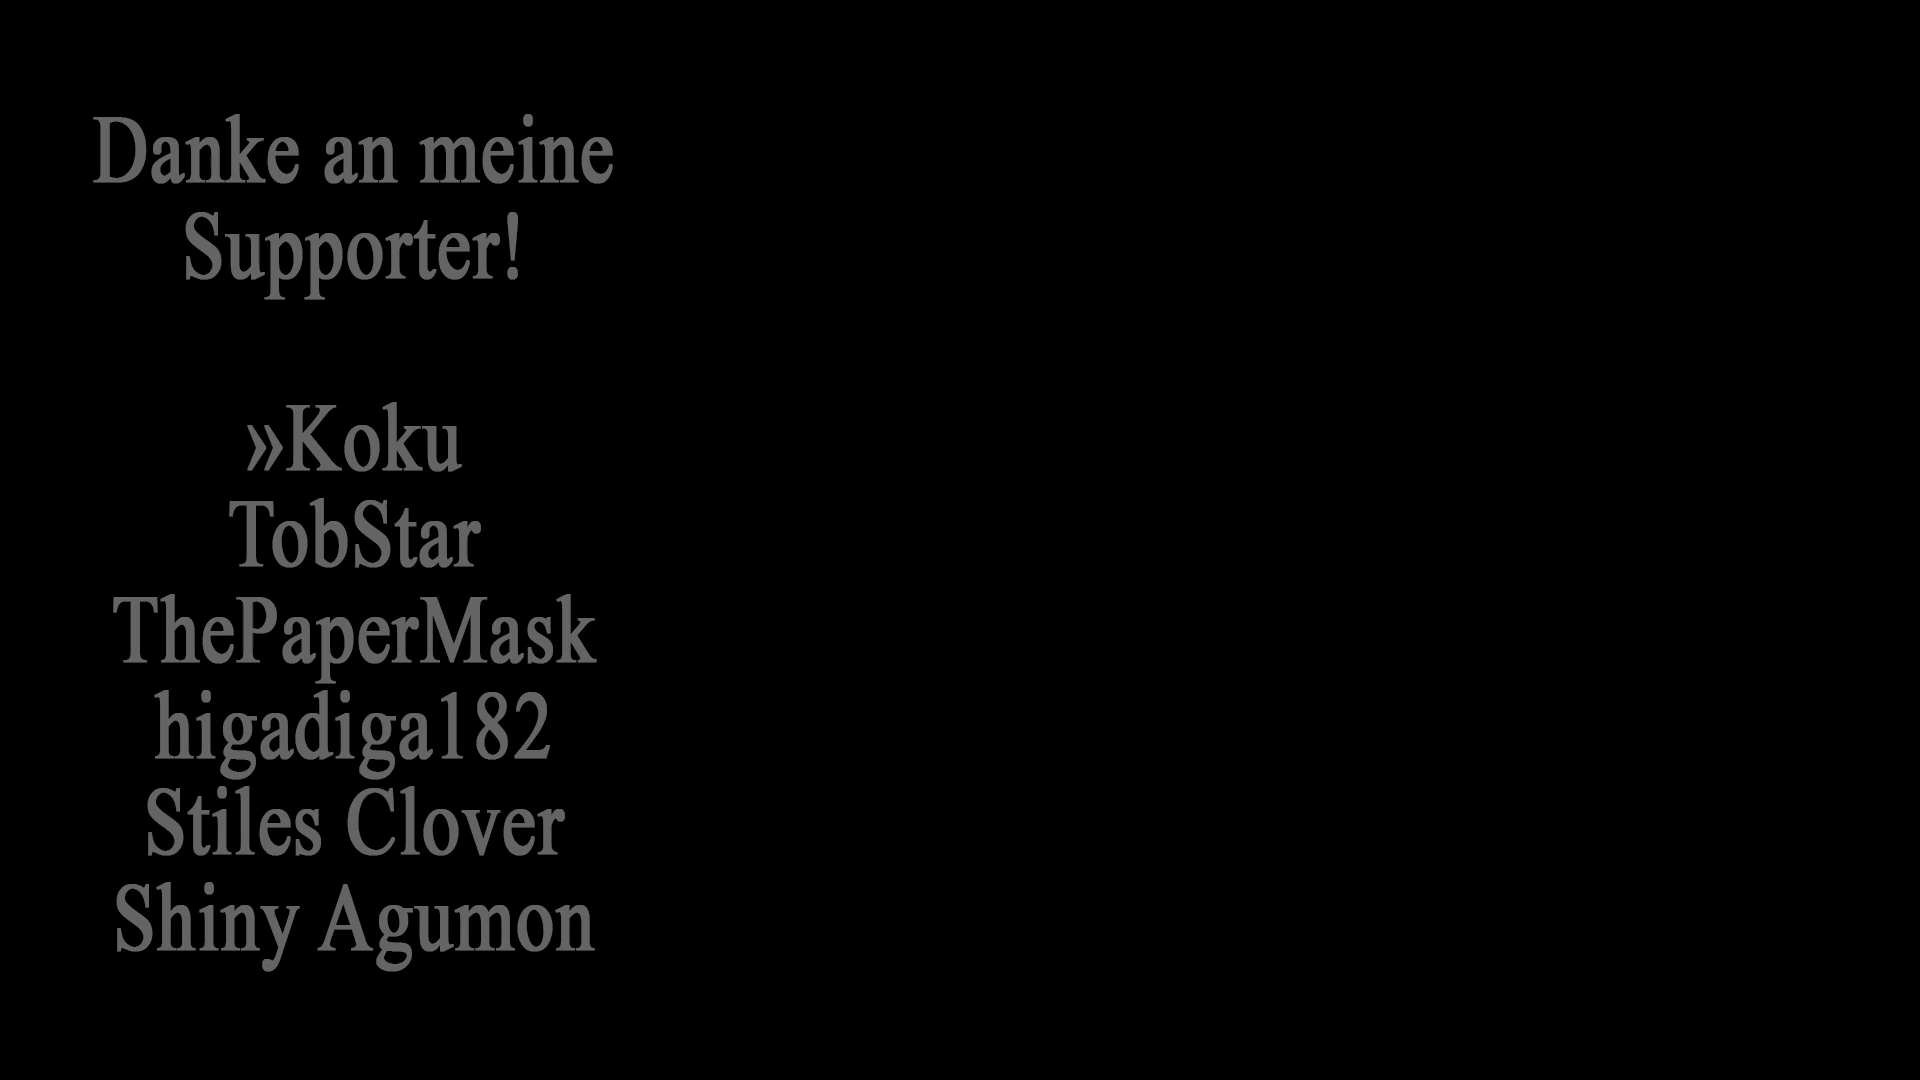 Danke an meine
Supporter!
»Koku
TobStar
ThePaperMask
higadiga182
Stiles Clover
Shiny Agumon